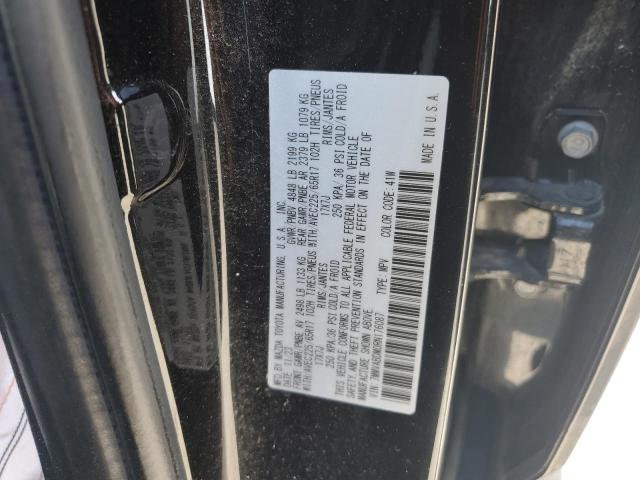 MFD.BY MAZDA TOYOTA MANUFACTURING, U.S.A. INC.
DATE 11/23 GVWR/PNBV 4848 LB 2199 KG
FRONT GAWR/PNBE AV 2498 LB 1133 KG REAR GAWR/PNBE AR 2379 LB 1079 KG
WITH/AVEC225/65R17 102H TIRES/PNEUS WITH/AVEC225/65R17 102H TIRES/PNEUS
RIMS/JANTES RIMS/JANTES
17X7J 17X7J
250 KPA/36 PSI COLD/A FROID 250 KPA/36 PSI COLD/A FROID
THIS VEHICLE CONFORMS TO ALL APPLICABLE FEDERAL MOTOR VEHICLE
SAFETY AND THEFT PREVENTION STANDARDS IN EFFECT ON THE DATE OF
MANUFACTURE SHOWN ABOVE.
TYPE: MPV COLOR CODE: 41W
MADE IN U.S.A.